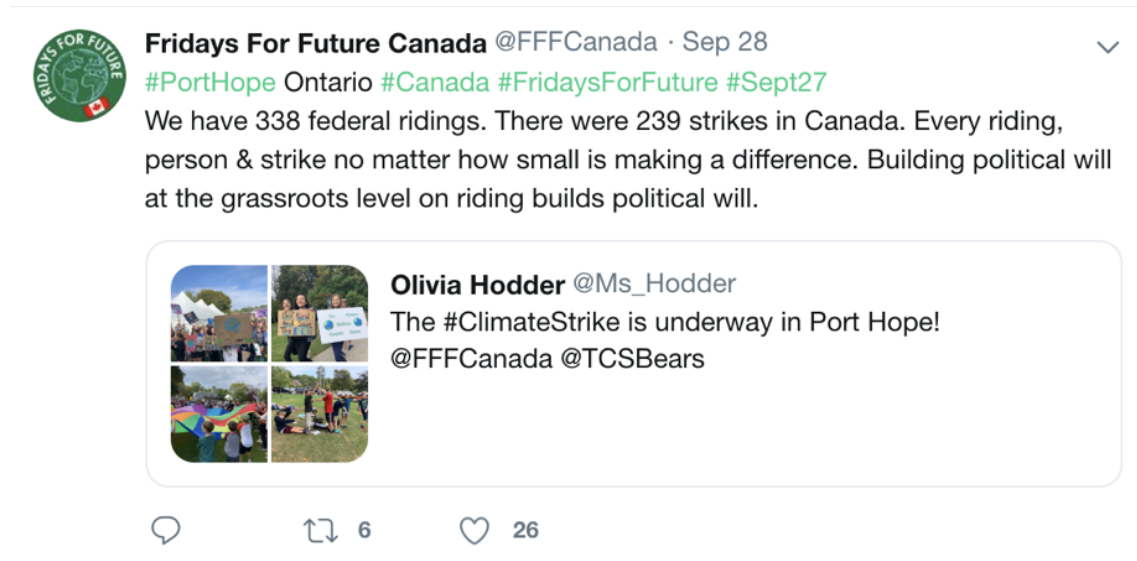 FRIDAYS FOR FUTURE
Fridays For Future Canada @FFFCanada · Sep 28
#PortHope Ontario #Canada #FridaysForFuture #Sept27
We have 338 federal ridings. There were 239 strikes in Canada. Every riding,
person & strike no matter how small is making a difference. Building political will
at the grassroots level on riding builds political will.
Olivia Hodder @Ms_Hodder
The #ClimateStrike is underway in Port Hope!
@FFFCanada @TCSBears
6 26